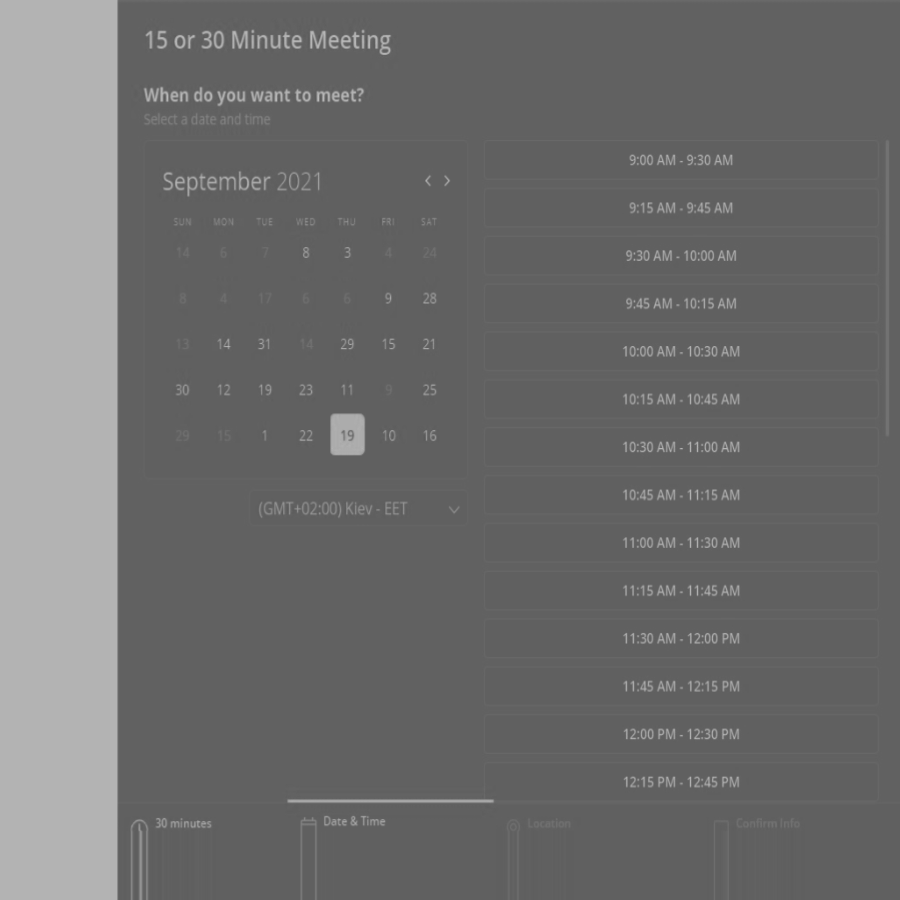 15 or 30 Minute Meeting
When do you want to meet?
Select a date and time
September 2021
SUN MON TUE WED THU FRI SAT
14 6 7 8 3 4 24
8 4 17 6 6 9 28
13 14 31 14 29 15 21
30 12 19 23 11 9 25
29 15 1 22 19 10 16
(GMT+02:00) Kiev - EET
9:00 AM - 9:30 AM
9:15 AM - 9:45 AM
9:30 AM - 10:00 AM
9:45 AM - 10:15 AM
10:00 AM - 10:30 AM
10:15 AM - 10:45 AM
10:30 AM - 11:00 AM
10:45 AM - 11:15 AM
11:00 AM - 11:30 AM
11:15 AM - 11:45 AM
11:30 AM - 12:00 PM
11:45 AM - 12:15 PM
12:00 PM - 12:30 PM
12:15 PM - 12:45 PM
30 minutes
Date & Time
Location
Confirm Info